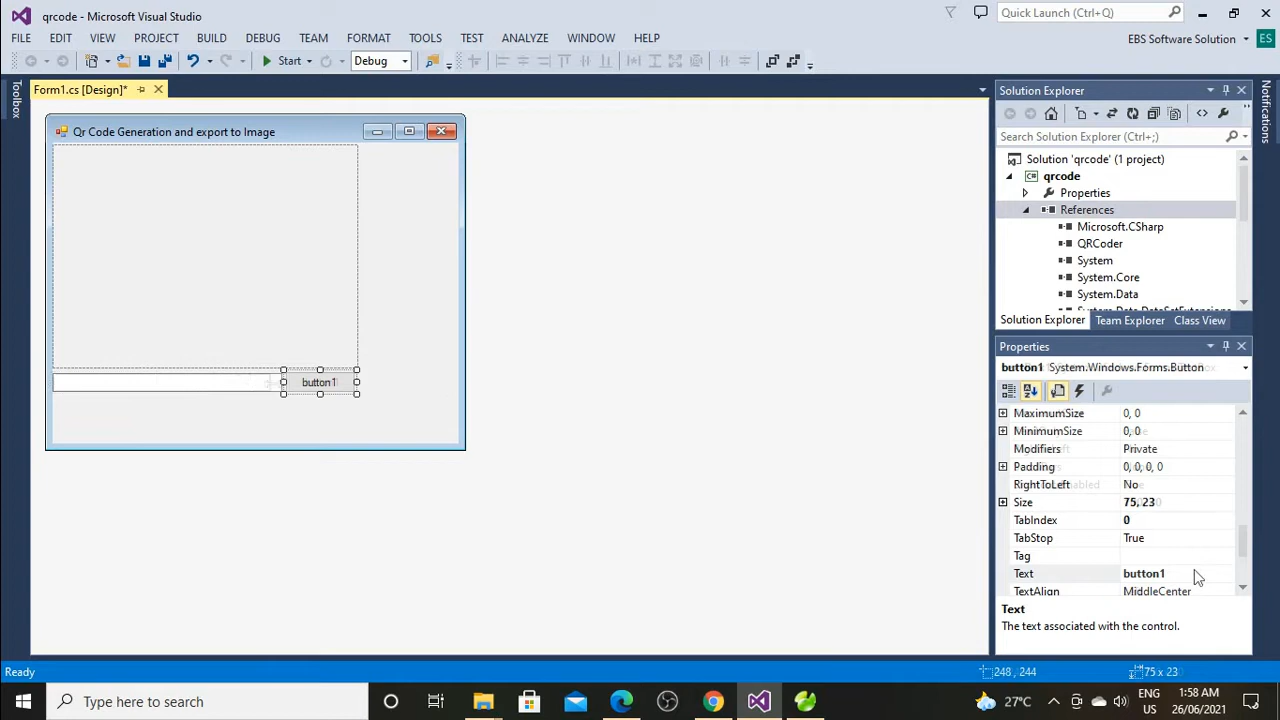 qrcode - Microsoft Visual Studio
Quick Launch (Ctrl+Q)
FILE EDIT VIEW PROJECT BUILD DEBUG TEAM FORMAT TOOLS TEST ANALYZE WINDOW HELP
EBS Software Solution ES
Start Debug
Toolbox
Form1.cs [Design]*
Qr Code Generation and export to Image
button1
Solution Explorer
Search Solution Explorer (Ctrl+;)
Solution 'qrcode' (1 project)
qrcode
Properties
References
Microsoft.CSharp
QRCoder
System
System.Core
System.Data
System.Data.DataSetExtensions
Solution Explorer Team Explorer Class View
Notifications
Properties
button1 System.Windows.Forms.Button
MaximumSize 0, 0
MinimumSize 0, 0
Modifiers Private
Padding 0, 0, 0, 0
RightToLeft No
Size 75, 23
TabIndex 0
TabStop True
Tag
Text button1
TextAlign MiddleCenter
Text
The text associated with the control.
Ready 248 , 244 75 x 23
Type here to search
27°C
ENG
US
1:58 AM
26/06/2021